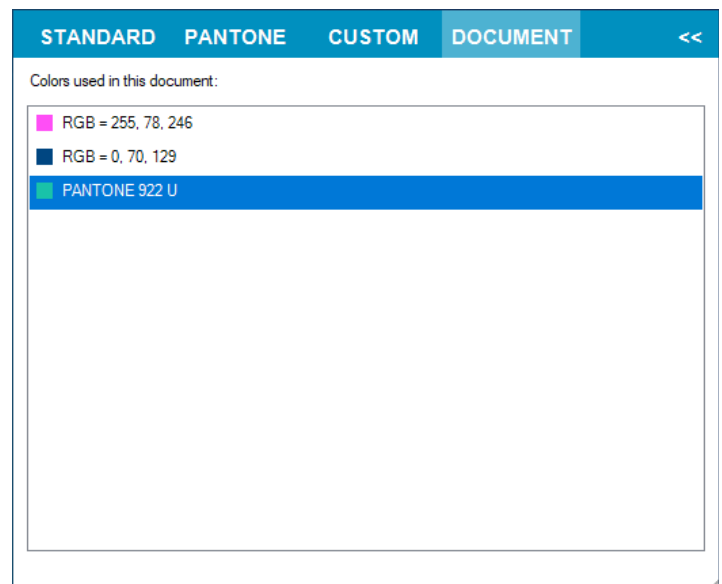 STANDARD PANTONE CUSTOM DOCUMENT <<
Colors used in this document:
RGB = 255, 78, 246
RGB = 0, 70, 129
PANTONE 922 U